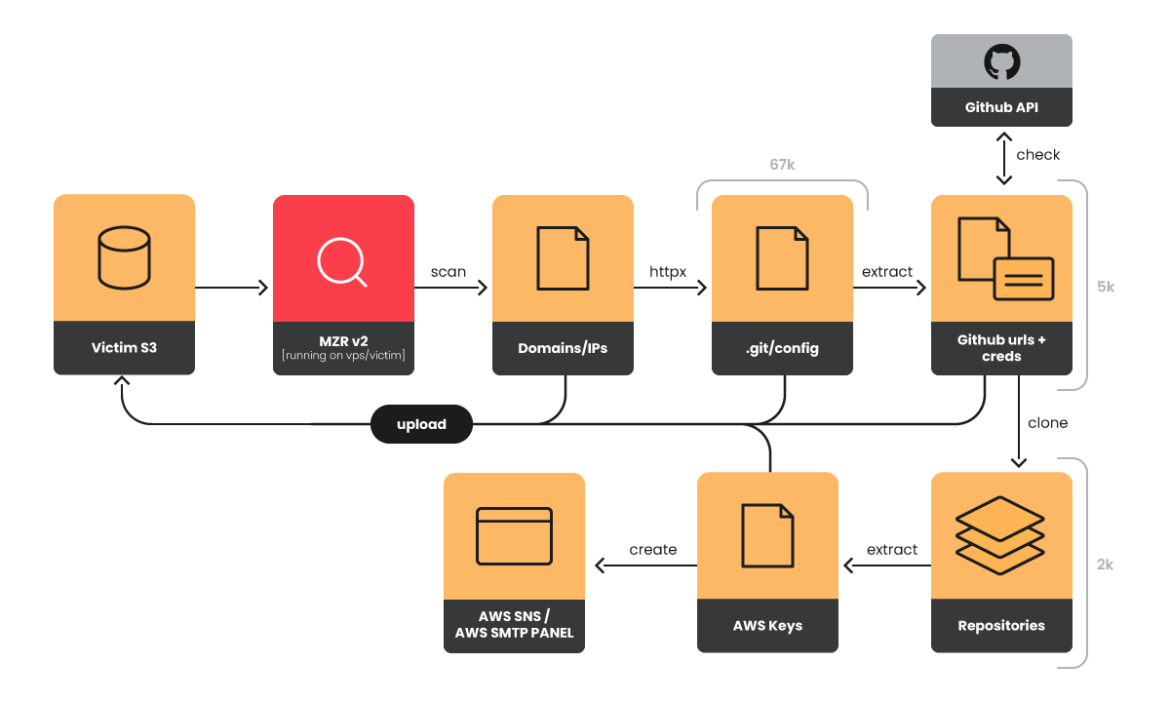 Github API
check
67k
scan
httpx
extract
5k
Victim S3
MZR v2
[running on vps/victim]
Domains/IPs
.git/config
Github urls +
creds
upload
clone
create
extract
2k
AWS SNS /
AWS SMTP PANEL
AWS Keys
Repositories